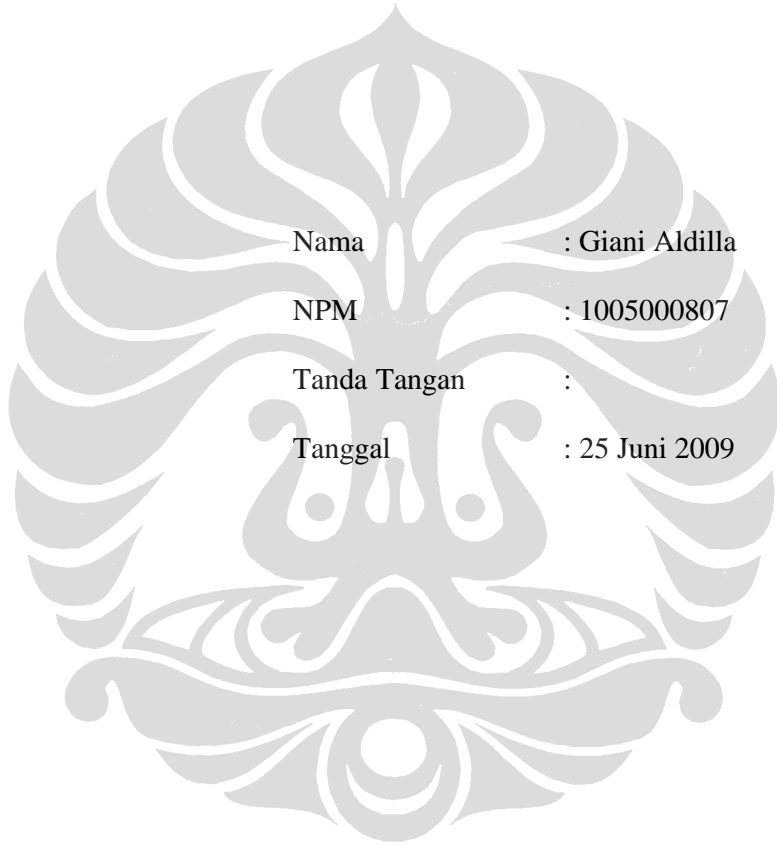 Nama : Giani Aldilla
NPM : 1005000807
Tanda Tangan :
Tanggal : 25 Juni 2009